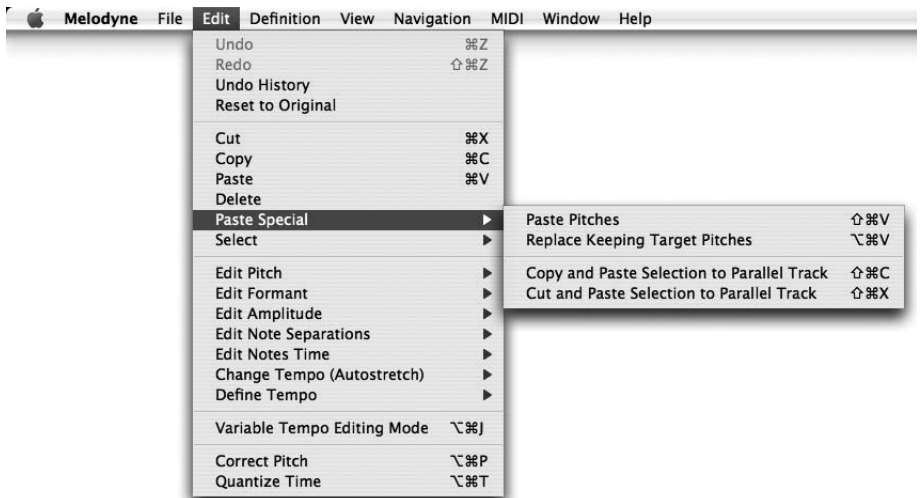 Melodyne File Edit Definition View Navigation MIDI Window Help
Undo ⌘Z
Redo ⇧⌘Z
Undo History
Reset to Original
Cut ⌘X
Copy ⌘C
Paste ⌘V
Delete
Paste Special ▶
Select ▶
Edit Pitch ▶
Edit Formant ▶
Edit Amplitude ▶
Edit Note Separations ▶
Edit Notes Time ▶
Change Tempo (Autostretch) ▶
Define Tempo ▶
Variable Tempo Editing Mode ⌥⌘J
Correct Pitch ⌥⌘P
Quantize Time ⌥⌘T
Paste Pitches ⇧⌘V
Replace Keeping Target Pitches ⌥⌘V
Copy and Paste Selection to Parallel Track ⇧⌘C
Cut and Paste Selection to Parallel Track ⇧⌘X